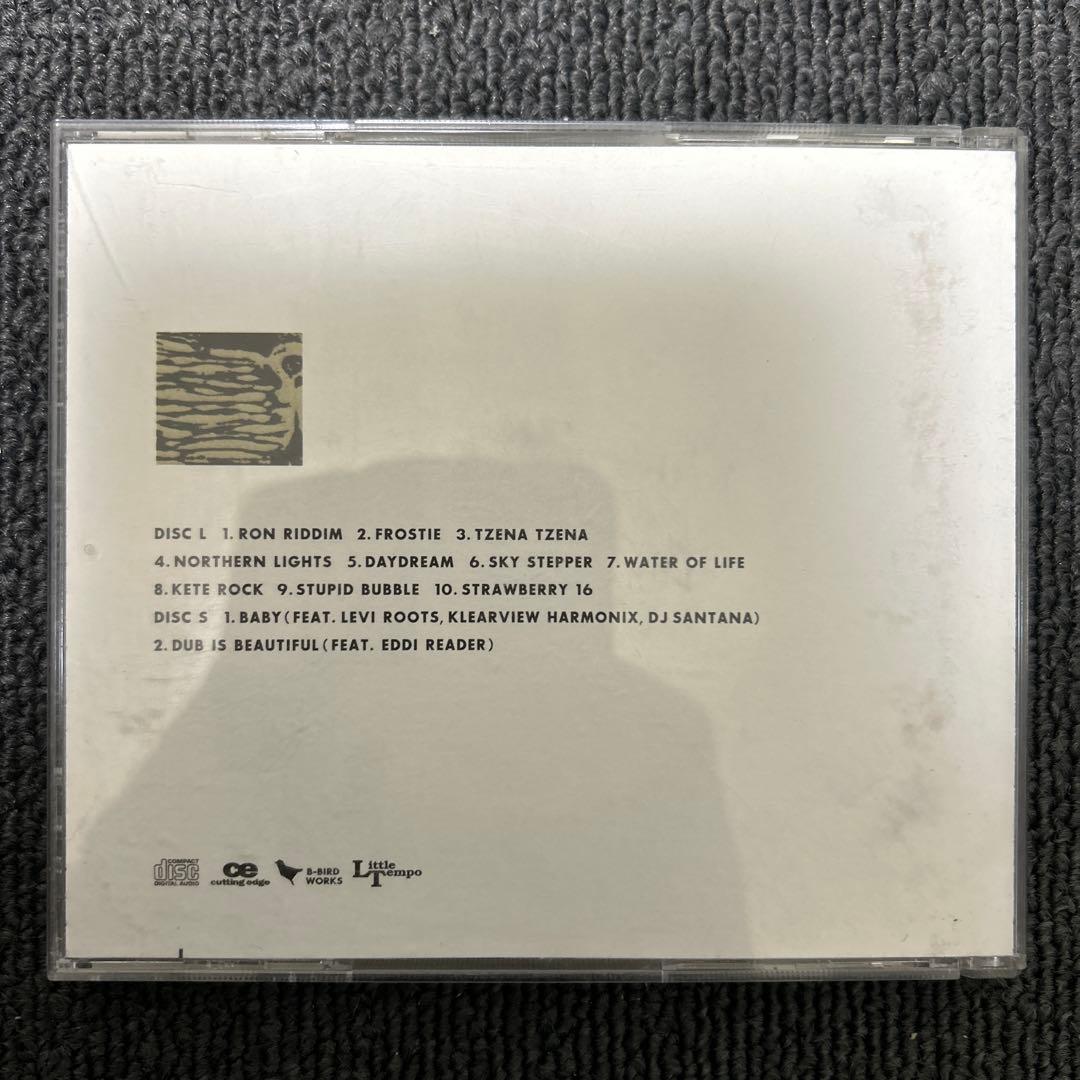 DISC L 1. RON RIDDIM 2. FROSTIE 3. TZENA TZENA
4. NORTHERN LIGHTS 5. DAYDREAM 6. SKY STEPPER 7. WATER OF LIFE
8. KETE ROCK 9. STUPID BUBBLE 10. STRAWBERRY 16
DISC S 1. BABY (FEAT. LEVI ROOTS, KLEARVIEW HARMONIX, DJ SANTANA)
2. DUB IS BEAUTIFUL (FEAT. EDDI READER)
COMPACT
disc
DIGITAL AUDIO
ce
cutting edge
B-BIRD
WORKS
Little
Tempo